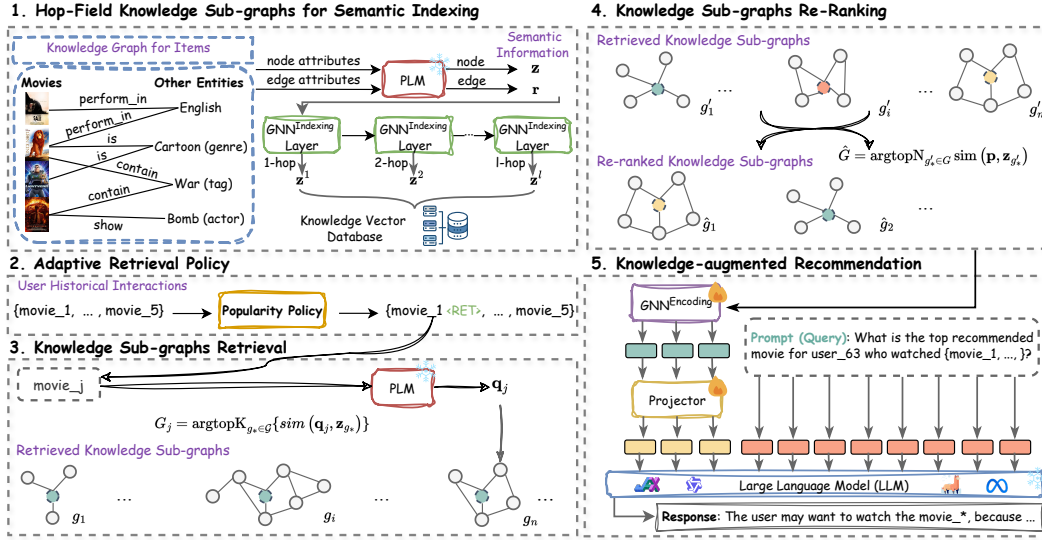 1. Hop-Field Knowledge Sub-graphs for Semantic Indexing
Knowledge Graph for Items
Movies
Other Entities
perform_in
English
perform_in
is
Cartoon (genre)
is
contain
War (tag)
contain
Bomb (actor)
show
Semantic
Information
node attributes
edge attributes
PLM
node
edge
z
r
GNN^Indexing
Layer
GNN^Indexing
Layer
...
GNN^Indexing
Layer
1-hop
2-hop
l-hop
z^1
z^2
z^l
Knowledge Vector
Database
2. Adaptive Retrieval Policy
User Historical Interactions
{movie_1, ... , movie_5}
Popularity Policy
{movie_1 <RET>, ... , movie_5}
3. Knowledge Sub-graphs Retrieval
movie_j
PLM
q_j
G_j = argtopK_{g_*∈𝒢}{sim (q_j, z_{g_*})}
Retrieved Knowledge Sub-graphs
...
...
...
g_1
g_i
g_n
4. Knowledge Sub-graphs Re-Ranking
Retrieved Knowledge Sub-graphs
...
...
g'_1
g'_i
g'_n
Re-ranked Knowledge Sub-graphs
Ĝ = argtopN_{g'_*∈G} sim (p, z_{g'_*})
...
ĝ_1
ĝ_2
5. Knowledge-augmented Recommendation
GNN^Encoding
Prompt (Query): What is the top recommended
movie for user_63 who watched {movie_1, ..., }?
Projector
Large Language Model (LLM)
Response: The user may want to watch the movie_*, because ...